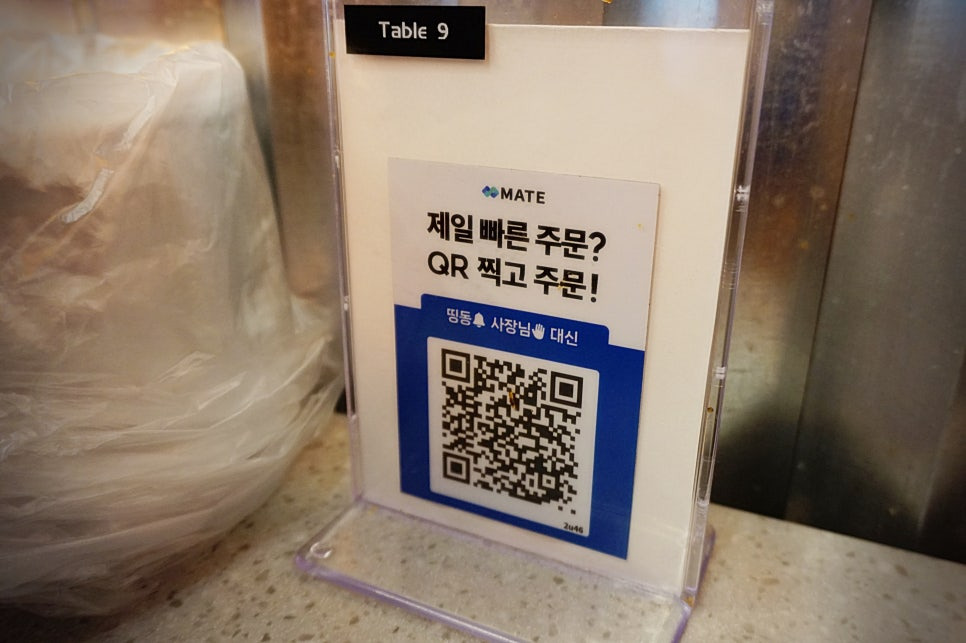 Table 9
MATE
제일 빠른 주문?
QR 찍고 주문!
띵동 사장님 대신
2u46